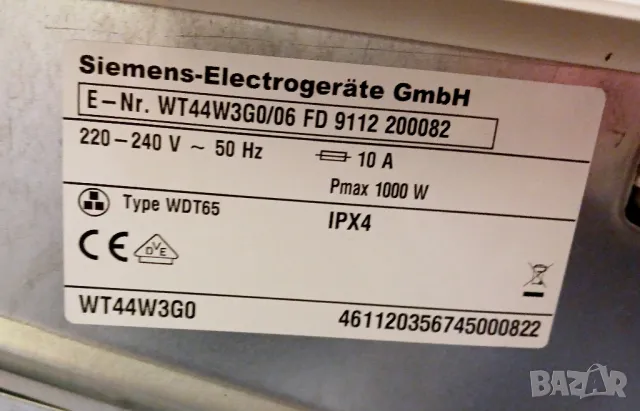 Siemens-Electrogeräte GmbH
E-Nr. WT44W3G0/06 FD 9112 200082
220-240 V ~ 50 Hz 10 A
Pmax 1000 W
Type WDT65 IPX4
CE DVE
WT44W3G0 461120356745000822
BAZAR